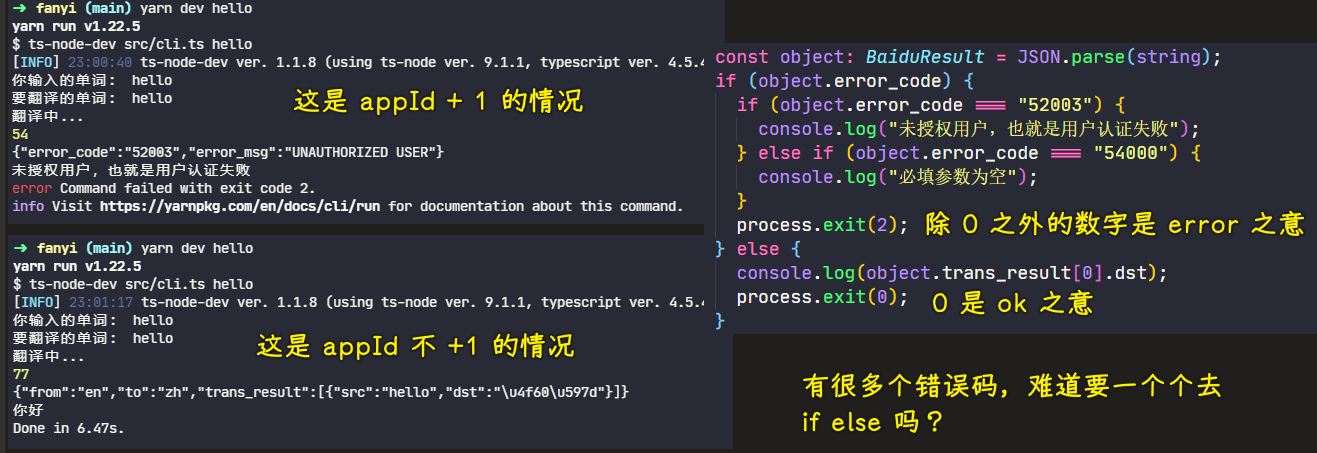 ➜ fanyi (main) yarn dev hello
yarn run v1.22.5
$ ts-node-dev src/cli.ts hello
[INFO] 23:00:40 ts-node-dev ver. 1.1.8 (using ts-node ver. 9.1.1, typescript ver. 4.5.4
你输入的单词： hello
要翻译的单词： hello
翻译中...
54
{"error_code":"52003","error_msg":"UNAUTHORIZED USER"}
未授权用户，也就是用户认证失败
error Command failed with exit code 2.
info Visit https://yarnpkg.com/en/docs/cli/run for documentation about this command.
这是 appId + 1 的情况
➜ fanyi (main) yarn dev hello
yarn run v1.22.5
$ ts-node-dev src/cli.ts hello
[INFO] 23:01:17 ts-node-dev ver. 1.1.8 (using ts-node ver. 9.1.1, typescript ver. 4.5.4
你输入的单词： hello
要翻译的单词： hello
翻译中...
77
{"from":"en","to":"zh","trans_result":[{"src":"hello","dst":"\u4f60\u597d"}]}
你好
Done in 6.47s.
这是 appId 不 +1 的情况
const object: BaiduResult = JSON.parse(string);
if (object.error_code) {
if (object.error_code === "52003") {
console.log("未授权用户，也就是用户认证失败");
} else if (object.error_code === "54000") {
console.log("必填参数为空");
}
process.exit(2); 除 0 之外的数字是 error 之意
} else {
console.log(object.trans_result[0].dst);
process.exit(0); 0 是 ok 之意
}
有很多个错误码，难道要一个个去
if else 吗？